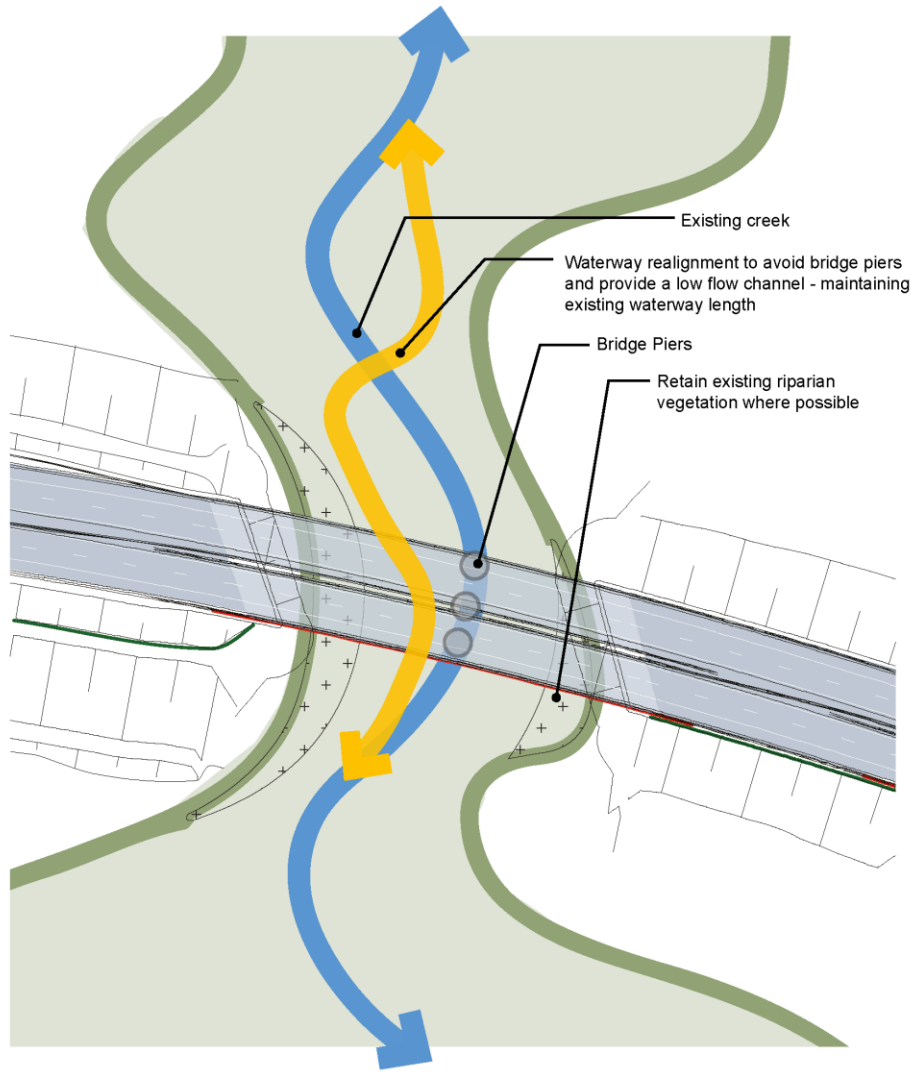 Existing creek
Waterway realignment to avoid bridge piers
and provide a low flow channel - maintaining
existing waterway length
Bridge Piers
Retain existing riparian
vegetation where possible